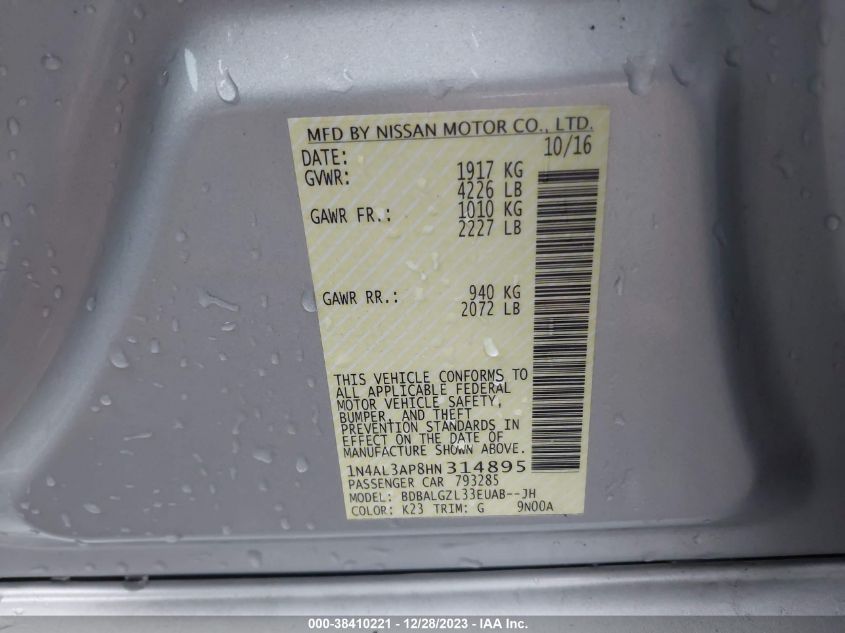 MFD BY NISSAN MOTOR CO., LTD.
DATE: 10/16
GVWR: 1917 KG
4226 LB
GAWR FR.: 1010 KG
2227 LB
GAWR RR.: 940 KG
2072 LB
THIS VEHICLE CONFORMS TO
ALL APPLICABLE FEDERAL
MOTOR VEHICLE SAFETY,
BUMPER, AND THEFT
PREVENTION STANDARDS IN
EFFECT ON THE DATE OF
MANUFACTURE SHOWN ABOVE.
1N4AL3AP8HN314895
PASSENGER CAR 793285
MODEL: BDBALGZL33EUAB--JH
COLOR: K23 TRIM: G 9N00A
000-38410221 - 12/28/2023 - IAA Inc.